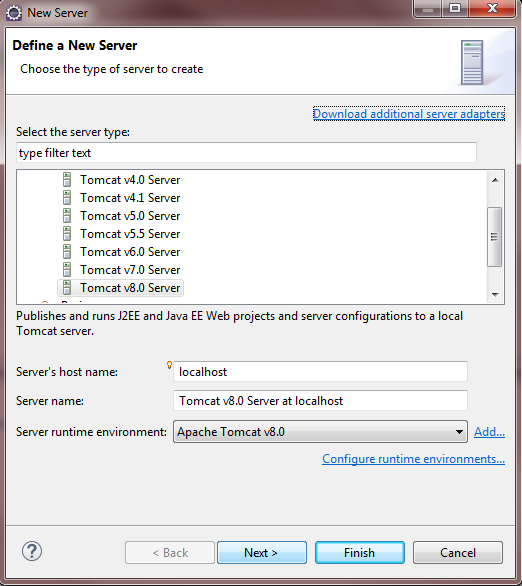 New Server
Define a New Server
Choose the type of server to create
Download additional server adapters
Select the server type:
type filter text
Tomcat v4.0 Server
Tomcat v4.1 Server
Tomcat v5.0 Server
Tomcat v5.5 Server
Tomcat v6.0 Server
Tomcat v7.0 Server
Tomcat v8.0 Server
Publishes and runs J2EE and Java EE Web projects and server configurations to a local
Tomcat server.
Server's host name: localhost
Server name: Tomcat v8.0 Server at localhost
Server runtime environment: Apache Tomcat v8.0 Add...
Configure runtime environments...
? < Back Next > Finish Cancel